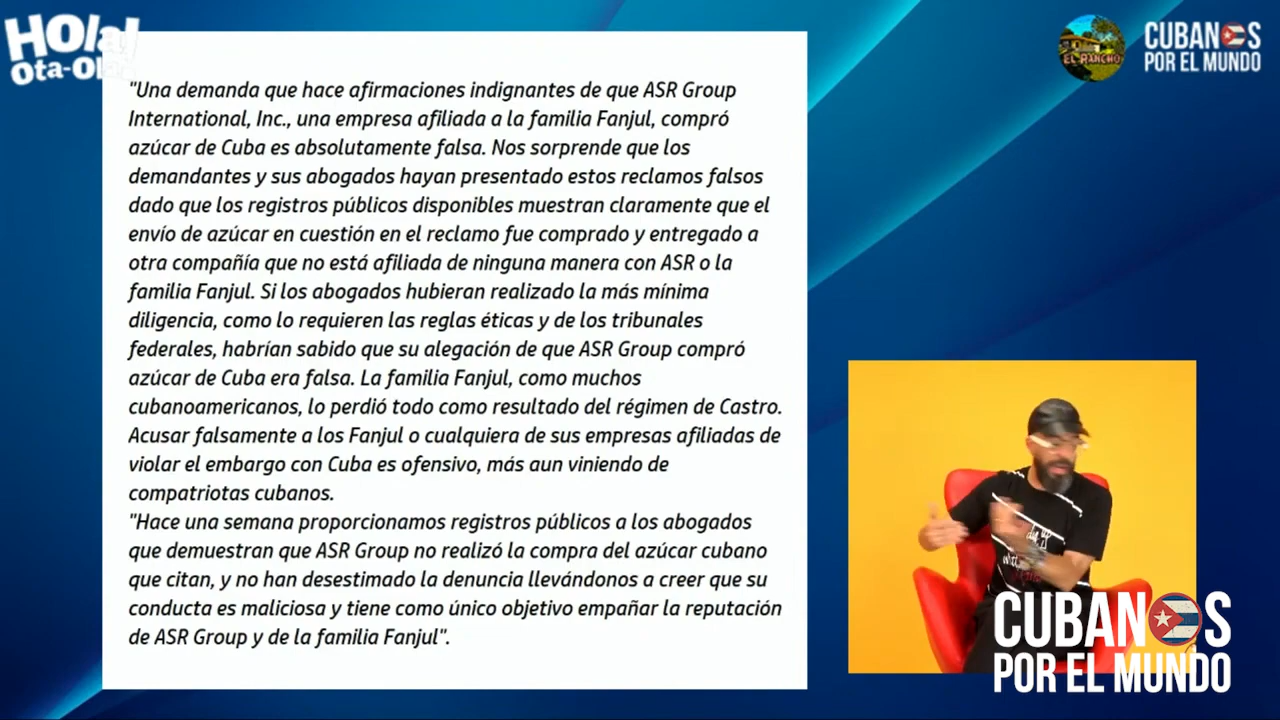 HOla!
Ota-Ola
EL RANCHO
CUBANOS
POR EL MUNDO
"Una demanda que hace afirmaciones indignantes de que ASR Group
International, Inc., una empresa afiliada a la familia Fanjul, compró
azúcar de Cuba es absolutamente falsa. Nos sorprende que los
demandantes y sus abogados hayan presentado estos reclamos falsos
dado que los registros públicos disponibles muestran claramente que el
envío de azúcar en cuestión en el reclamo fue comprado y entregado a
otra compañía que no está afiliada de ninguna manera con ASR o la
familia Fanjul. Si los abogados hubieran realizado la más mínima
diligencia, como lo requieren las reglas éticas y de los tribunales
federales, habrían sabido que su alegación de que ASR Group compró
azúcar de Cuba era falsa. La familia Fanjul, como muchos
cubanoamericanos, lo perdió todo como resultado del régimen de Castro.
Acusar falsamente a los Fanjul o cualquiera de sus empresas afiliadas de
violar el embargo con Cuba es ofensivo, más aun viniendo de
compatriotas cubanos.
"Hace una semana proporcionamos registros públicos a los abogados
que demuestran que ASR Group no realizó la compra del azúcar cubano
que citan, y no han desestimado la denuncia llevándonos a creer que su
conducta es maliciosa y tiene como único objetivo empañar la reputación
de ASR Group y de la familia Fanjul".
CUBANOS
POR EL MUNDO